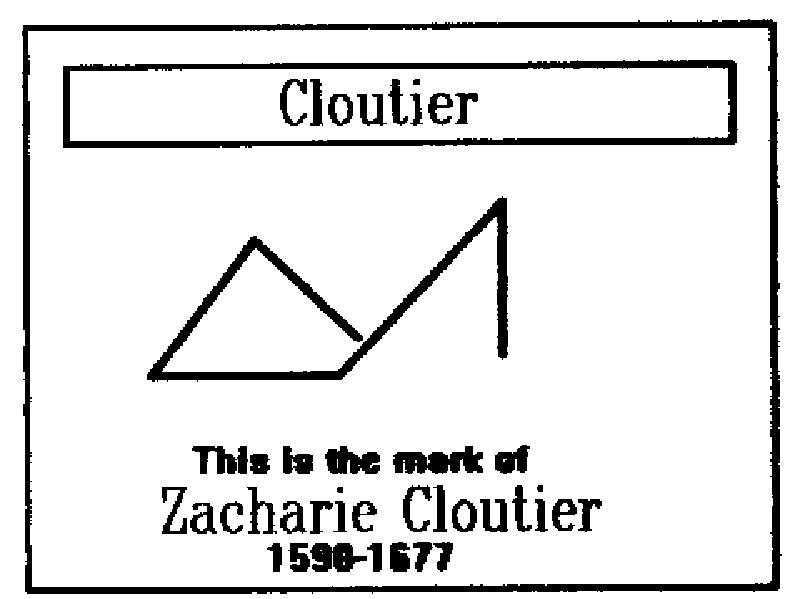 Cloutier
This is the mark of
Zacharie Cloutier
1590-1677